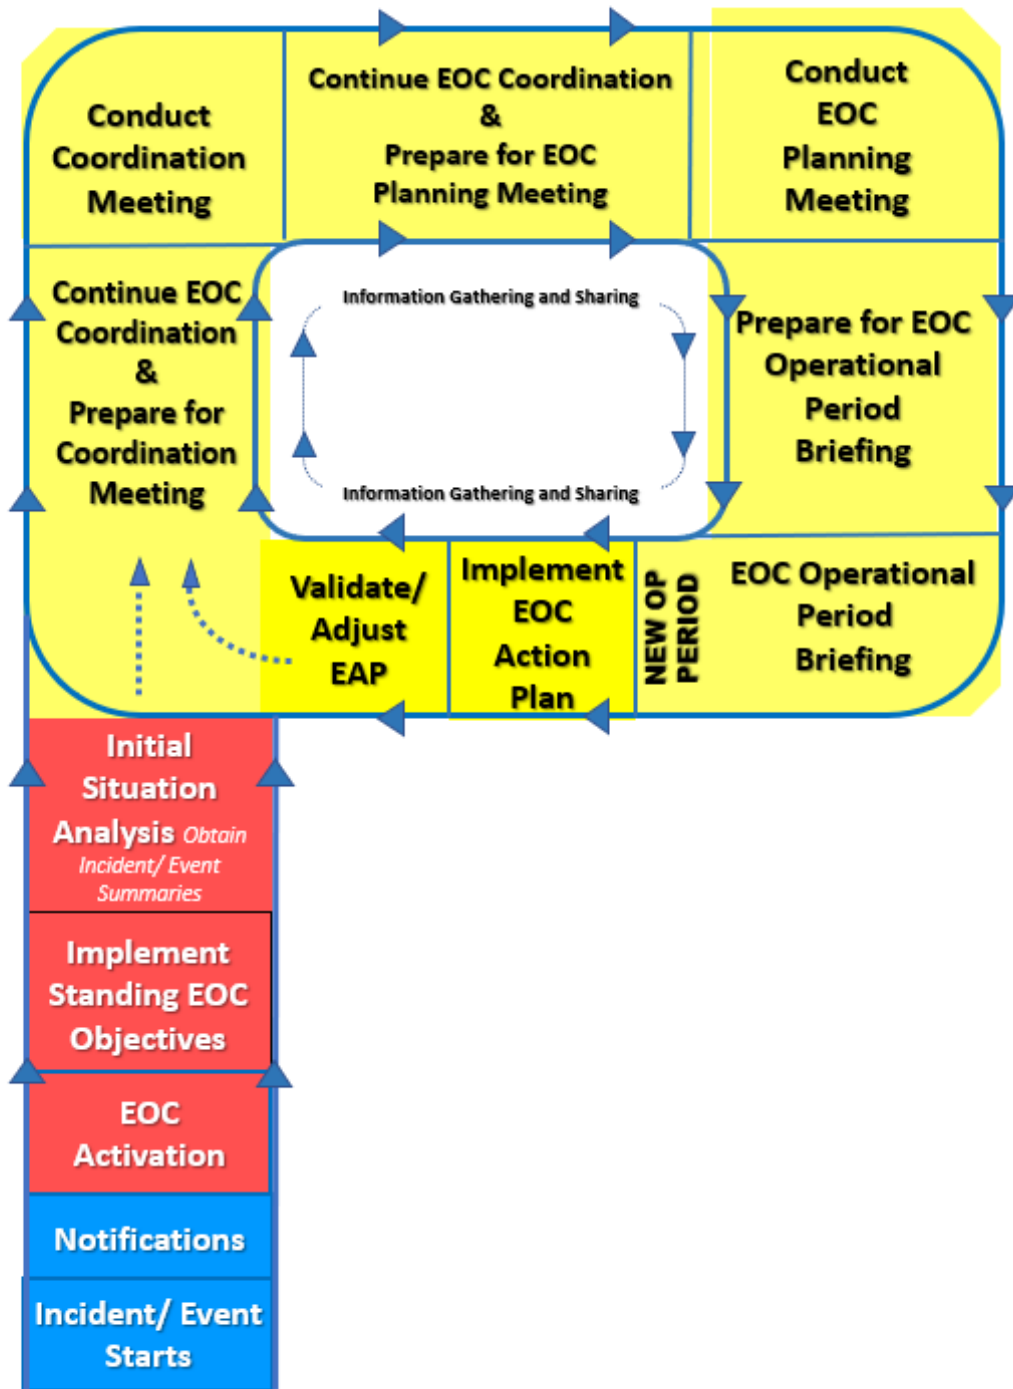 Conduct
Coordination
Meeting
Continue EOC Coordination
&
Prepare for EOC
Planning Meeting
Conduct
EOC
Planning
Meeting
Continue EOC
Coordination
&
Prepare for
Coordination
Meeting
Information Gathering and Sharing
Information Gathering and Sharing
Prepare for EOC
Operational
Period
Briefing
Validate/
Adjust
EAP
Implement
EOC
Action
Plan
NEW OP
PERIOD
EOC Operational
Period
Briefing
Initial
Situation
Analysis Obtain
Incident/ Event
Summaries
Implement
Standing EOC
Objectives
EOC
Activation
Notifications
Incident/ Event
Starts